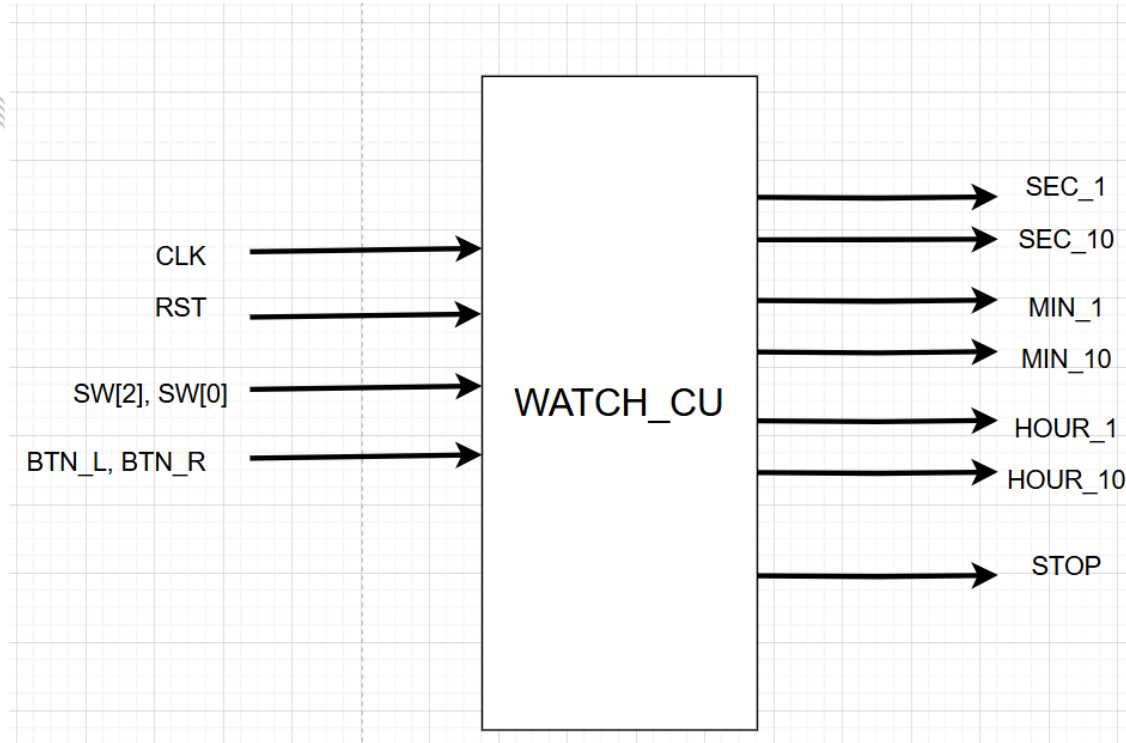 CLK
RST
SW[2], SW[0]
BTN_L, BTN_R
WATCH_CU
SEC_1
SEC_10
MIN_1
MIN_10
HOUR_1
HOUR_10
STOP